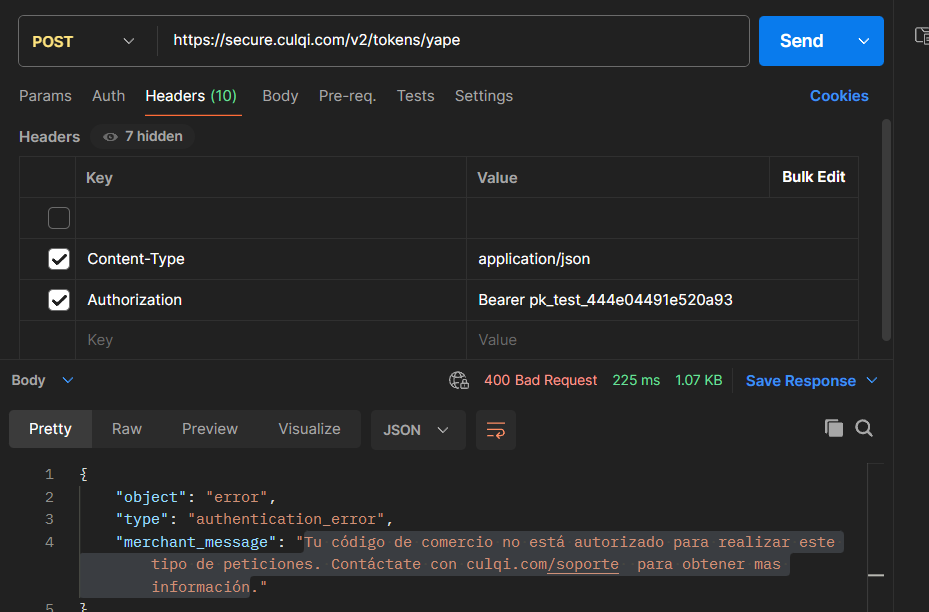 POST https://secure.culqi.com/v2/tokens/yape Send
Params Auth Headers (10) Body Pre-req. Tests Settings Cookies
Headers 7 hidden
Key Value Bulk Edit
Content-Type application/json
Authorization Bearer pk_test_444e04491e520a93
Key Value
Body 400 Bad Request 225 ms 1.07 KB Save Response
Pretty Raw Preview Visualize JSON
1 {
2 "object": "error",
3 "type": "authentication_error",
4 "merchant_message": "Tu código de comercio no está autorizado para realizar este
tipo de peticiones. Contáctate con culqi.com/soporte para obtener mas
información."
5 }